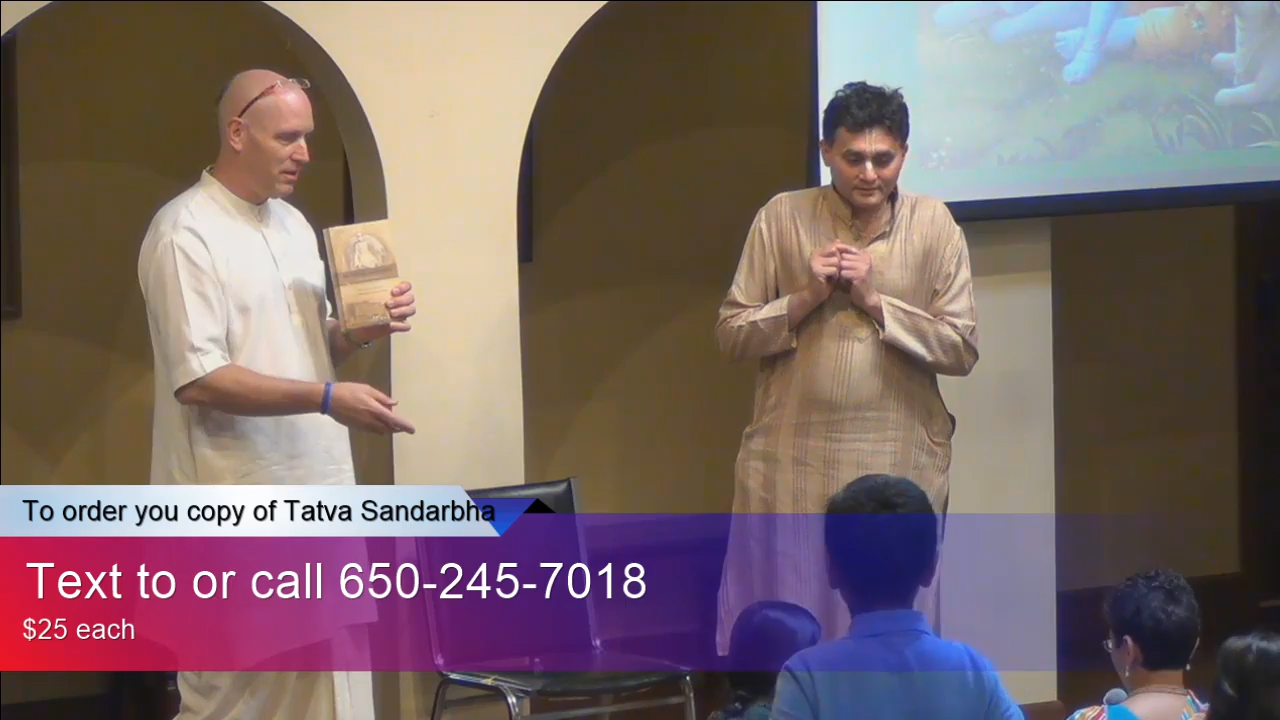 To order you copy of Tatva Sandarbha
Text to or call 650-245-7018
$25 each